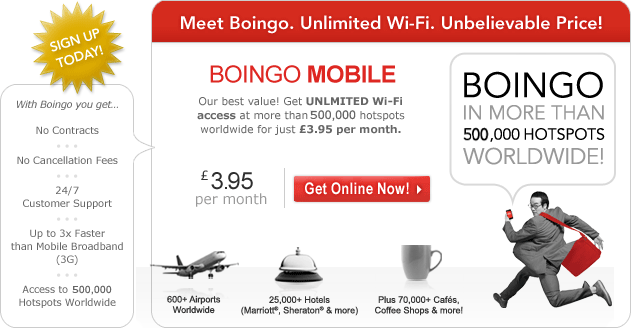 Meet Boingo. Unlimited Wi-Fi. Unbelievable Price!
SIGN UP
TODAY!
With Boingo you get...
No Contracts
No Cancellation Fees
24/7
Customer Support
Up to 3x Faster
than Mobile Broadband
(3G)
Access to 500,000
Hotspots Worldwide
BOINGO MOBILE
Our best value! Get UNLMITED Wi-Fi
access at more than 500,000 hotspots
worldwide for just £3.95 per month.
£3.95
per month
Get Online Now!
BOINGO
IN MORE THAN
500,000 HOTSPOTS
WORLDWIDE!
600+ Airports
Worldwide
25,000+ Hotels
(Marriott®, Sheraton® & more)
Plus 70,000+ Cafés,
Coffee Shops & more!